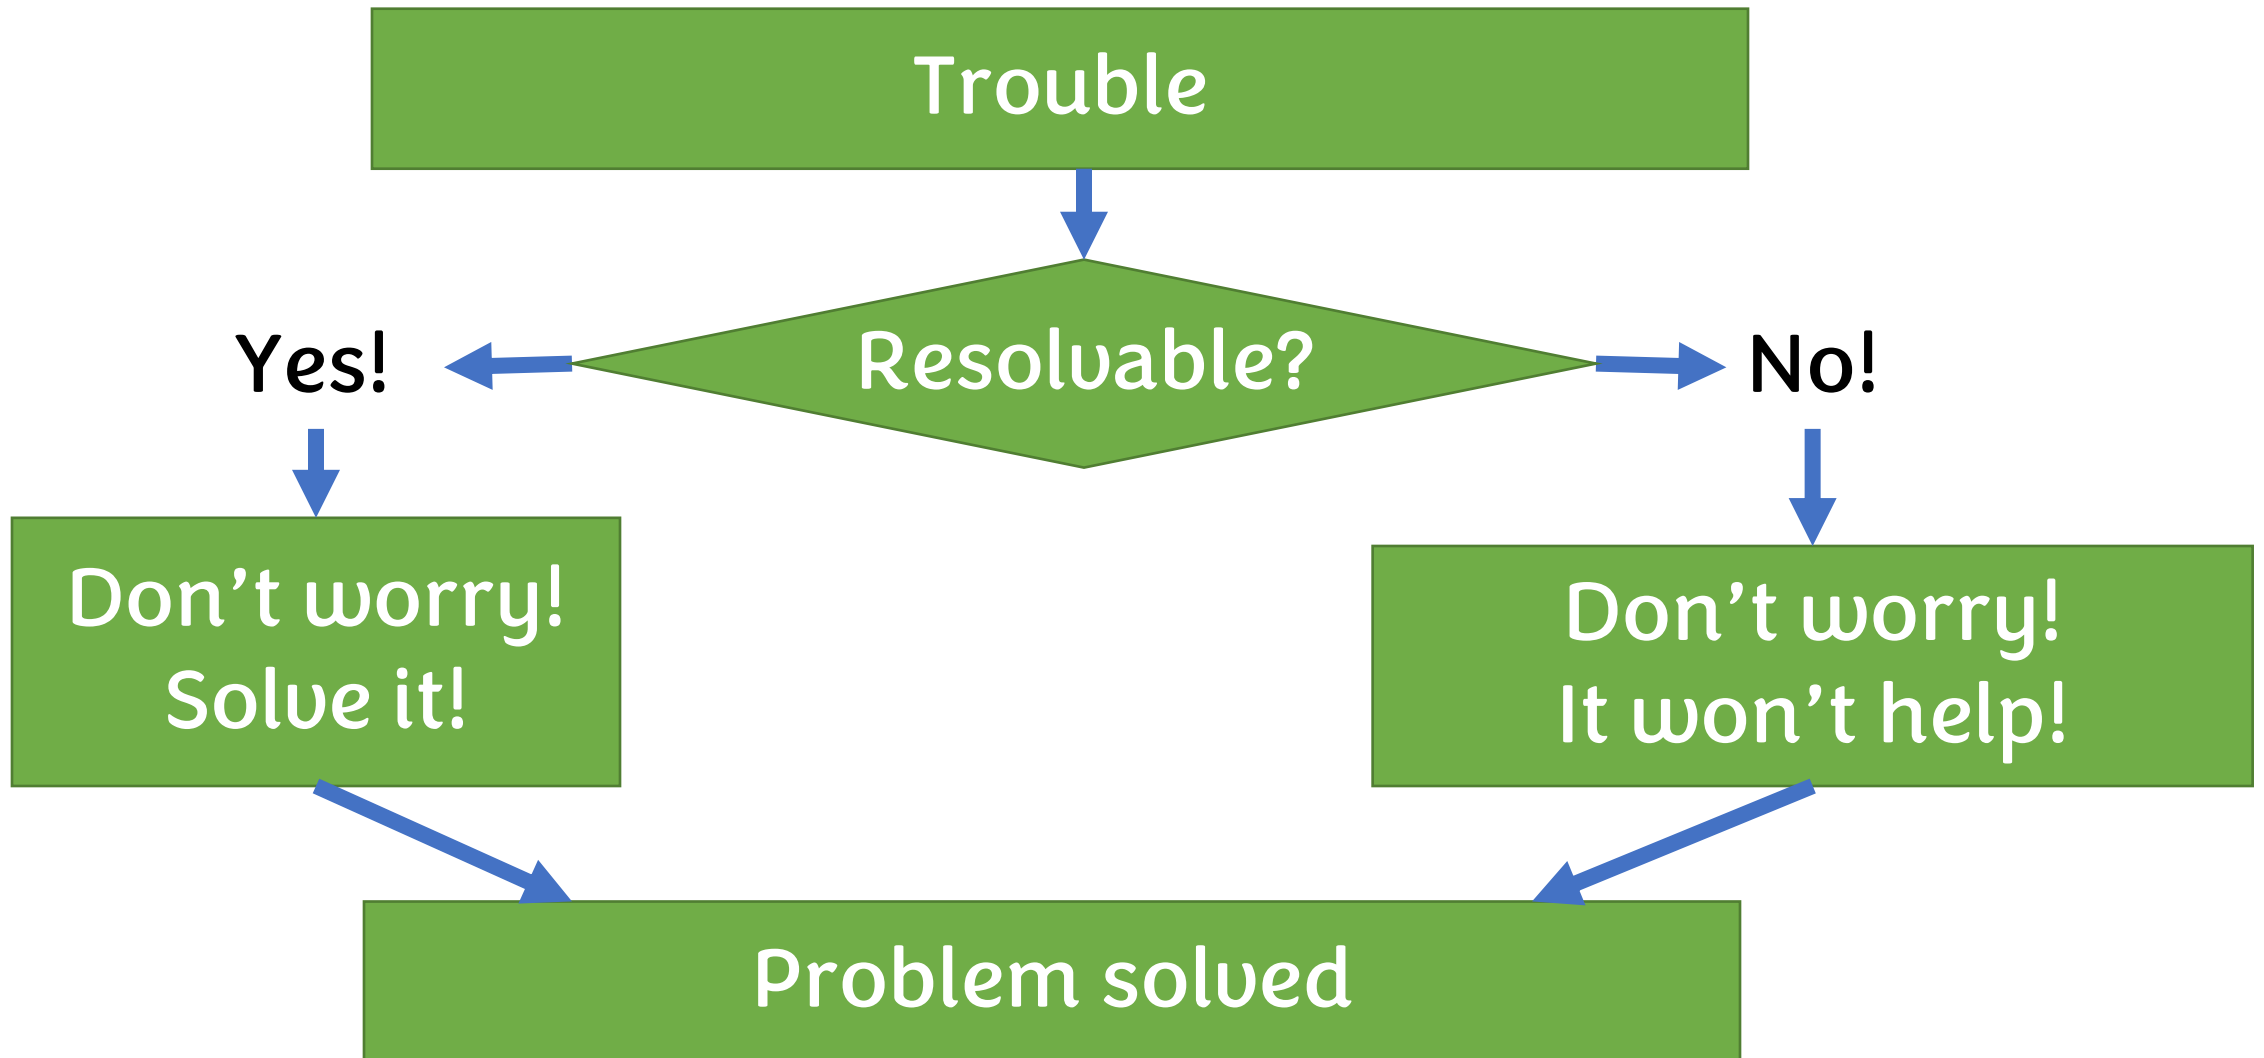 Trouble
Resolvable?
Yes!
No!
Don’t worry!
Solve it!
Don’t worry!
It won’t help!
Problem solved